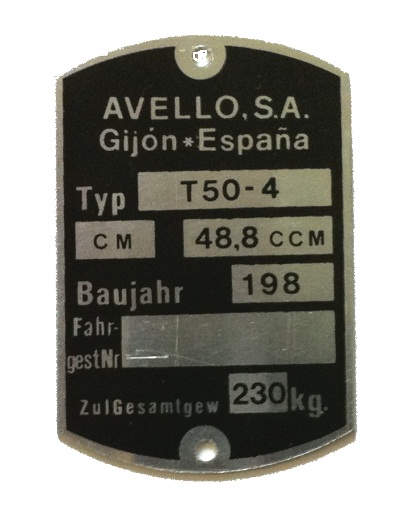 AVELLO, S.A.
Gijón*España
Typ T50-4
CM 48,8 CCM
Baujahr 198
Fahr-
gestNr
ZulGesamtgew 230 kg.